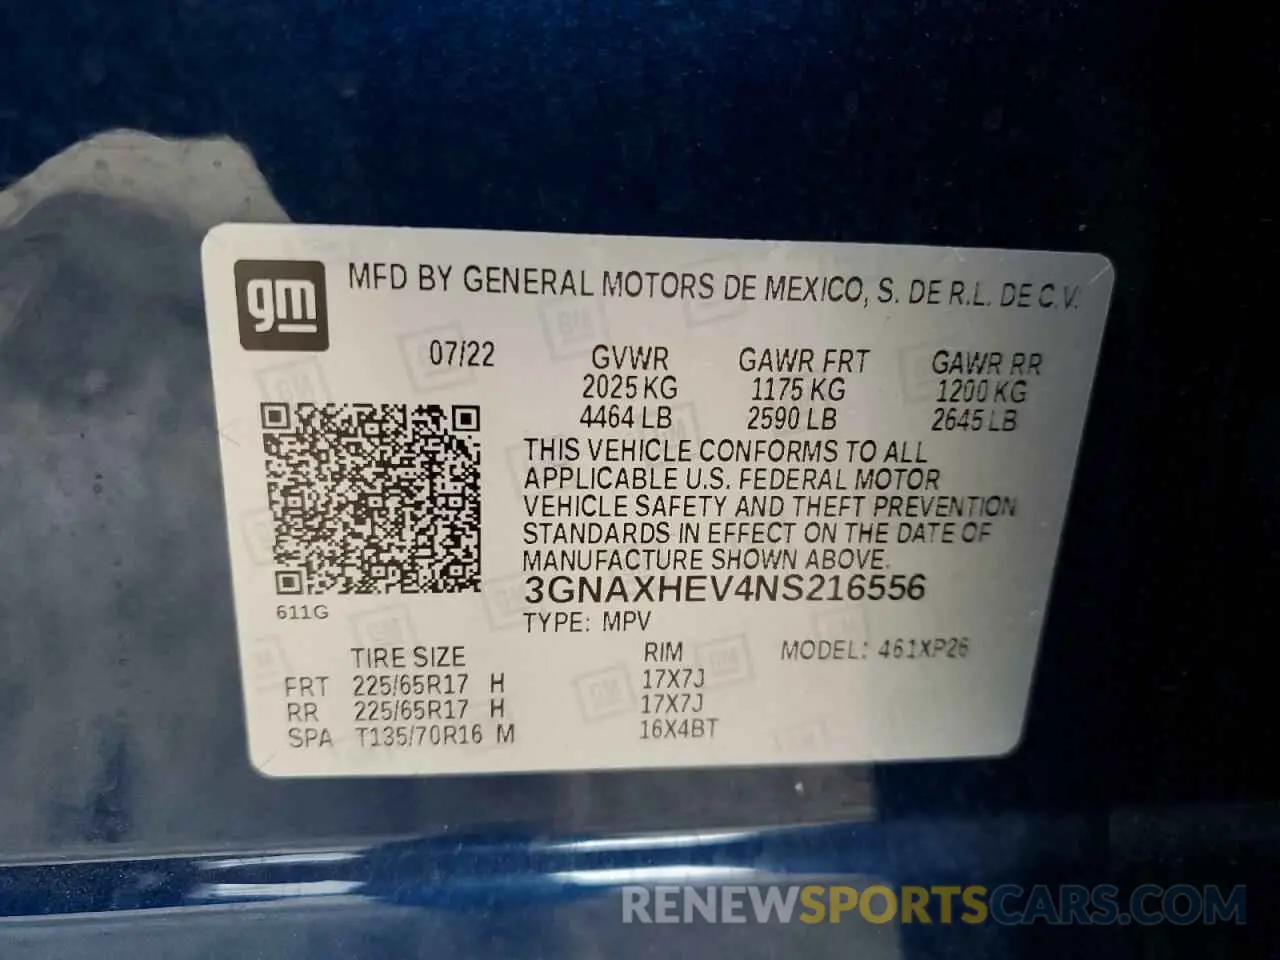 gm
MFD BY GENERAL MOTORS DE MEXICO, S. DE R.L. DE C.V.
07/22 GVWR GAWR FRT GAWR RR
2025 KG 1175 KG 1200 KG
4464 LB 2590 LB 2645 LB
THIS VEHICLE CONFORMS TO ALL
APPLICABLE U.S. FEDERAL MOTOR
VEHICLE SAFETY AND THEFT PREVENTION
STANDARDS IN EFFECT ON THE DATE OF
MANUFACTURE SHOWN ABOVE.
3GNAXHEV4NS216556
611G
TYPE: MPV
TIRE SIZE RIM MODEL: 461XP26
FRT 225/65R17 H 17X7J
RR 225/65R17 H 17X7J
SPA T135/70R16 M 16X4BT
RENEWSPORTSCARS.COM